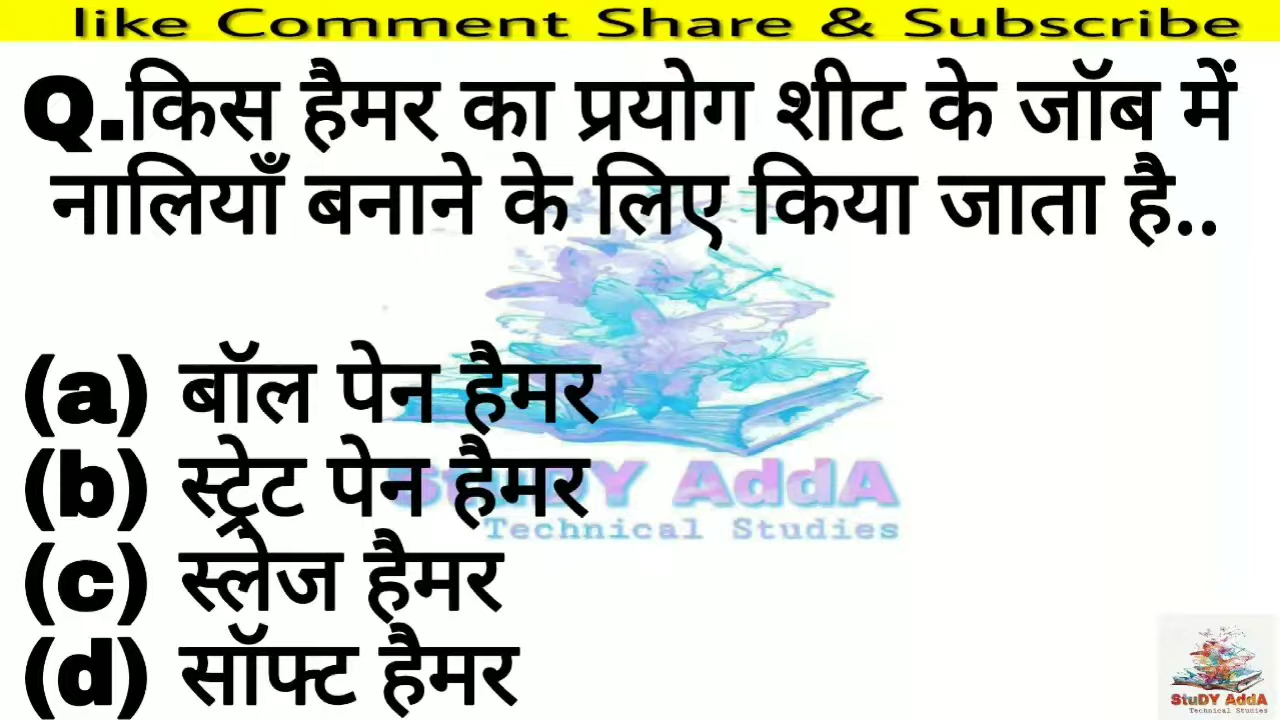 like Comment Share & Subscribe
Q.किस हैमर का प्रयोग शीट के जॉब में
नालियाँ बनाने के लिए किया जाता है..
(a) बॉल पेन हैमर
(b) स्ट्रेट पेन हैमर
(c) स्लेज हैमर
(d) सॉफ्ट हैमर
StuDY AddA
Technical Studies
StuDY AddA
Technical Studies